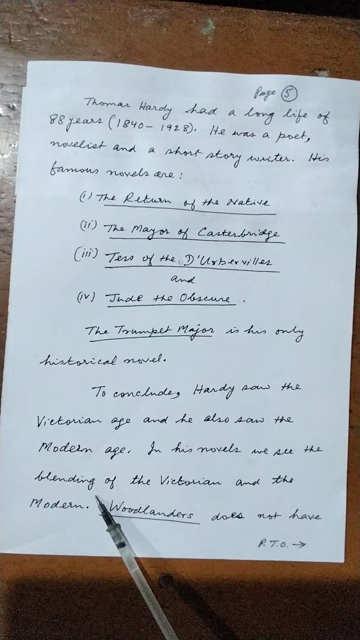 Page 5
Thomas Hardy had a long life of
88 years (1840 - 1928). He was a poet,
novelist and a short story writer. His
famous novels are :
(i) The Return of the Native
(ii) The Mayor of Casterbridge
(iii) Tess of the D'Urbervilles
and
(iv) Jude the Obscure .
The Trumpet Major is his only
historical novel.
To conclude, Hardy saw the
Victorian age and he also saw the
Modern age. In his novels we see the
blending of the Victorian and the
Modern. Woodlanders does not have
P.T.O. →